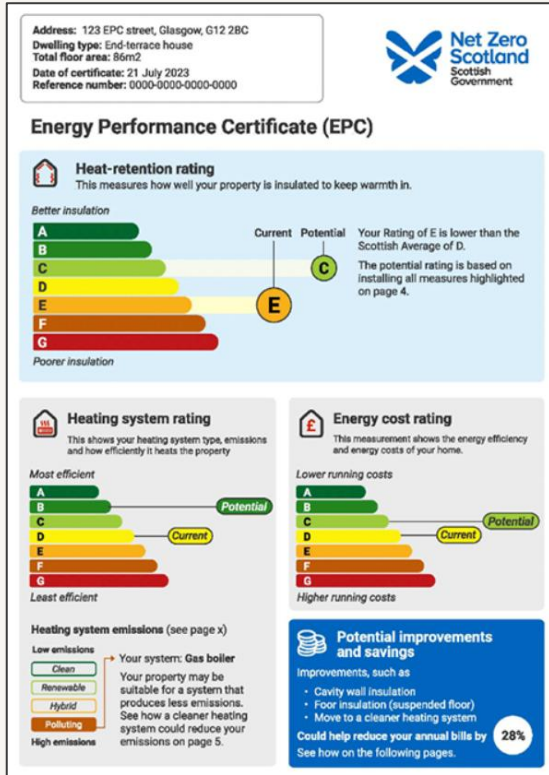 Address: 123 EPC street, Glasgow, G12 2BC
Dwelling type: End-terrace house
Total floor area: 86m2
Date of certificate: 21 July 2023
Reference number: 0000-0000-0000-0000
Net Zero
Scotland
Scottish
Government
Energy Performance Certificate (EPC)
Heat-retention rating
This measures how well your property is insulated to keep warmth in.
Better insulation
A
B
C
D
E
F
G
Poorer insulation
Current Potential
C
E
Your Rating of E is lower than the
Scottish Average of D.
The potential rating is based on
installing all measures highlighted
on page 4.
Heating system rating
This shows your heating system type, emissions
and how efficiently it heats the property
Most efficient
A
B
C
D
E
F
G
Potential
Current
Least efficient
Heating system emissions (see page x)
Low emissions
Clean
Renewable
Hybrid
Polluting
High emissions
Your system: Gas boiler
Your property may be
suitable for a system that
produces less emissions.
See how a cleaner heating
system could reduce your
emissions on page 5.
£
Energy cost rating
This measurement shows the energy efficiency
and energy costs of your home.
Lower running costs
A
B
C
D
E
F
G
Potential
Current
Higher running costs
Potential improvements
and savings
Improvements, such as
• Cavity wall insulation
• Foor insulation (suspended floor)
• Move to a cleaner heating system
Could help reduce your annual bills by
28%
See how on the following pages.